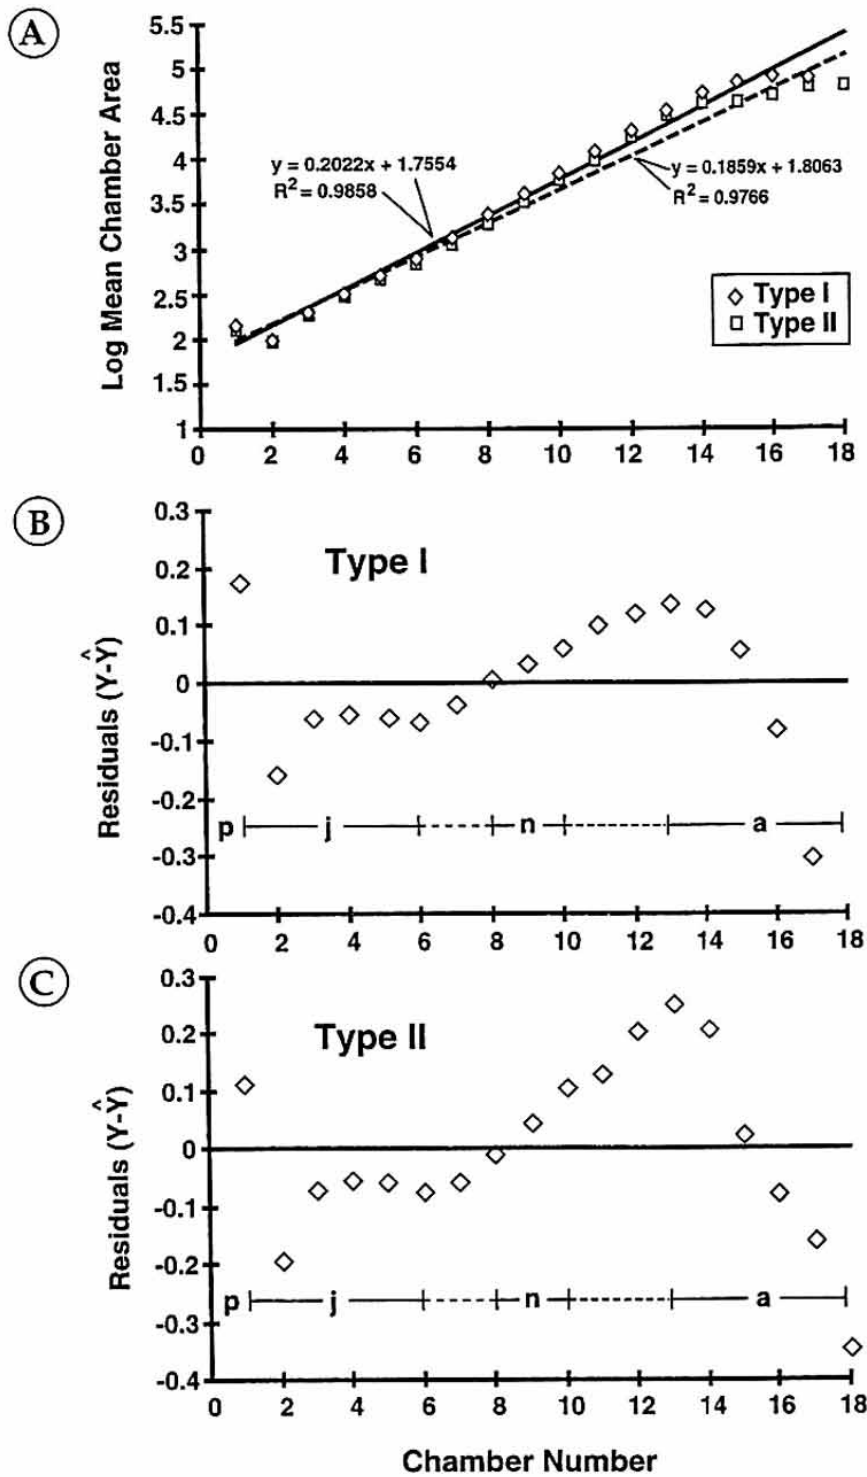 A
5.5
5
4.5
4
3.5
3
2.5
2
1.5
1
Log Mean Chamber Area
y = 0.2022x + 1.7554
R² = 0.9858
y = 0.1859x + 1.8063
R² = 0.9766
Type I
Type II
0 2 4 6 8 10 12 14 16 18
B
0.3
0.2
0.1
0
-0.1
-0.2
-0.3
-0.4
Residuals (Y-Ŷ)
Type I
p j n a
0 2 4 6 8 10 12 14 16 18
C
0.3
0.2
0.1
0
-0.1
-0.2
-0.3
-0.4
Residuals (Y-Ŷ)
Type II
p j n a
0 2 4 6 8 10 12 14 16 18
Chamber Number